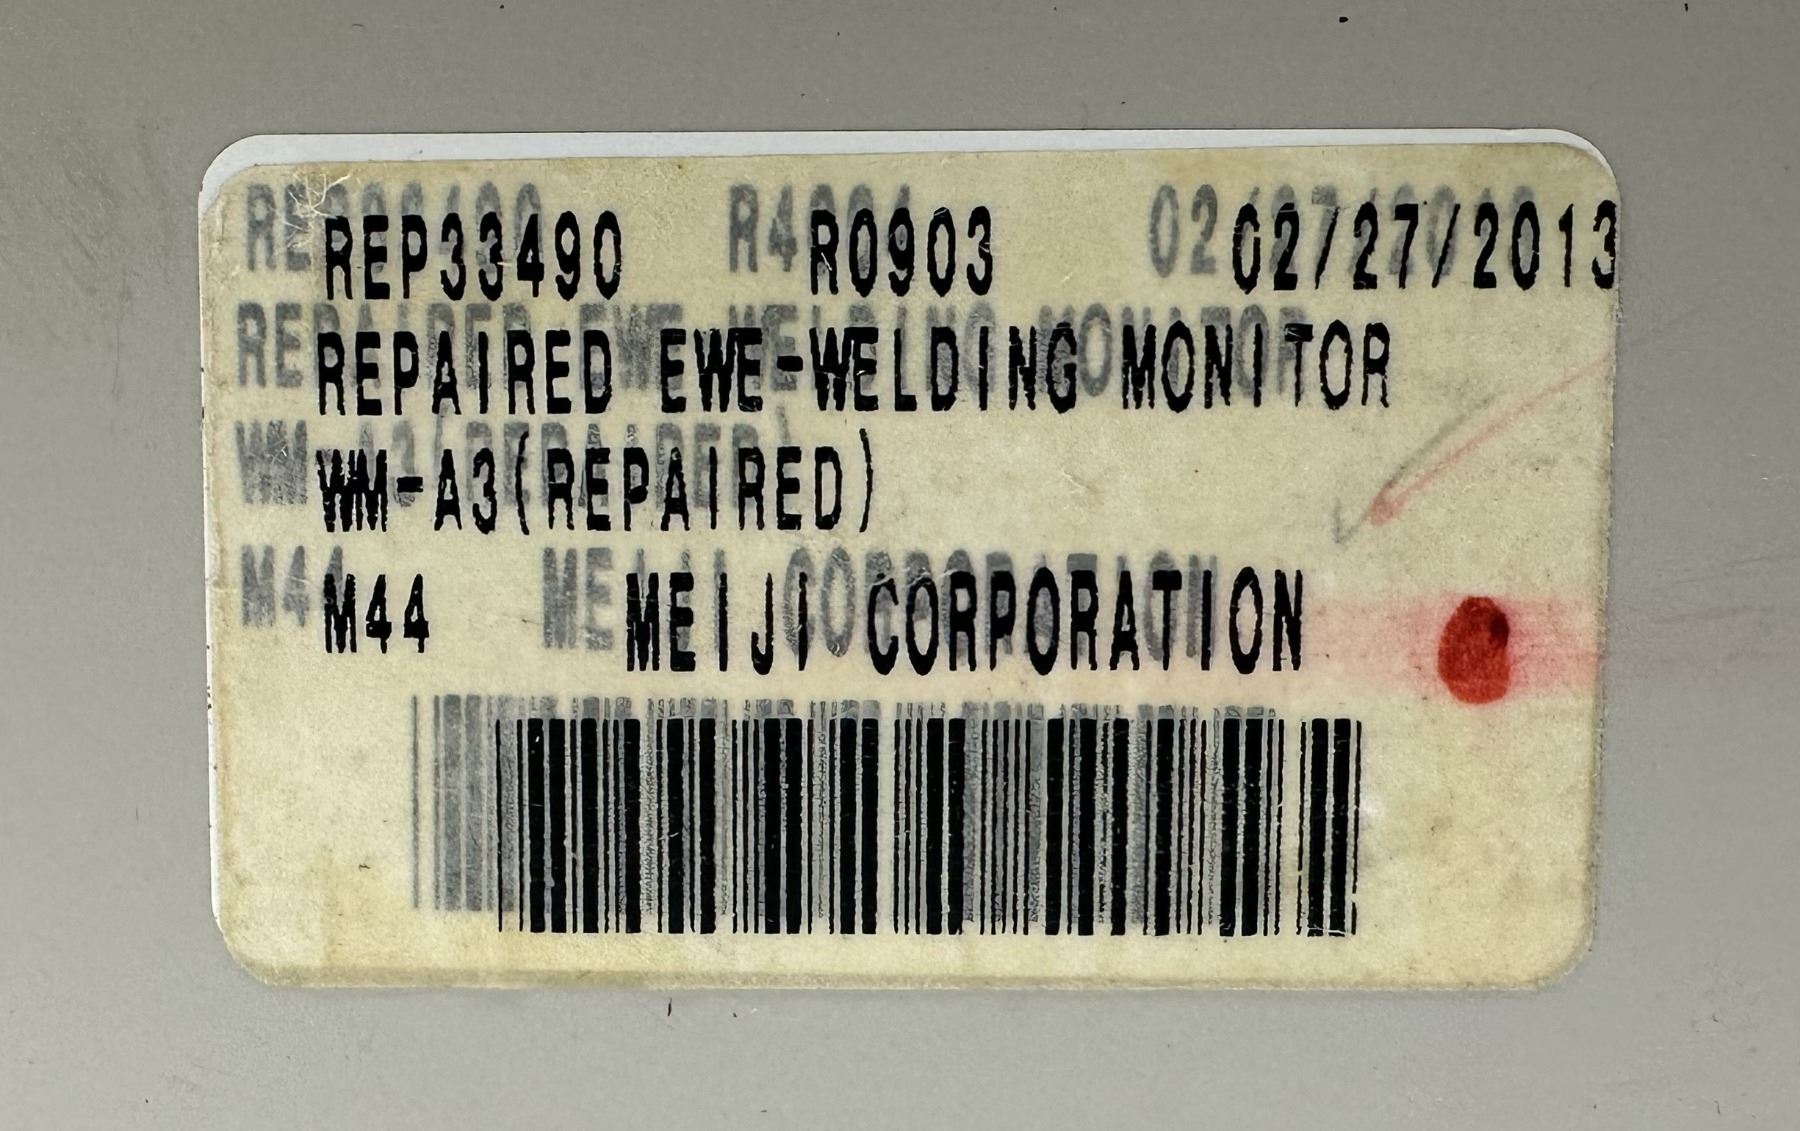 REP33490 R0903 02/27/2013
REPAIRED EWE-WELDING MONITOR
WM-A3(REPAIRED)
M44 MEIJI CORPORATION